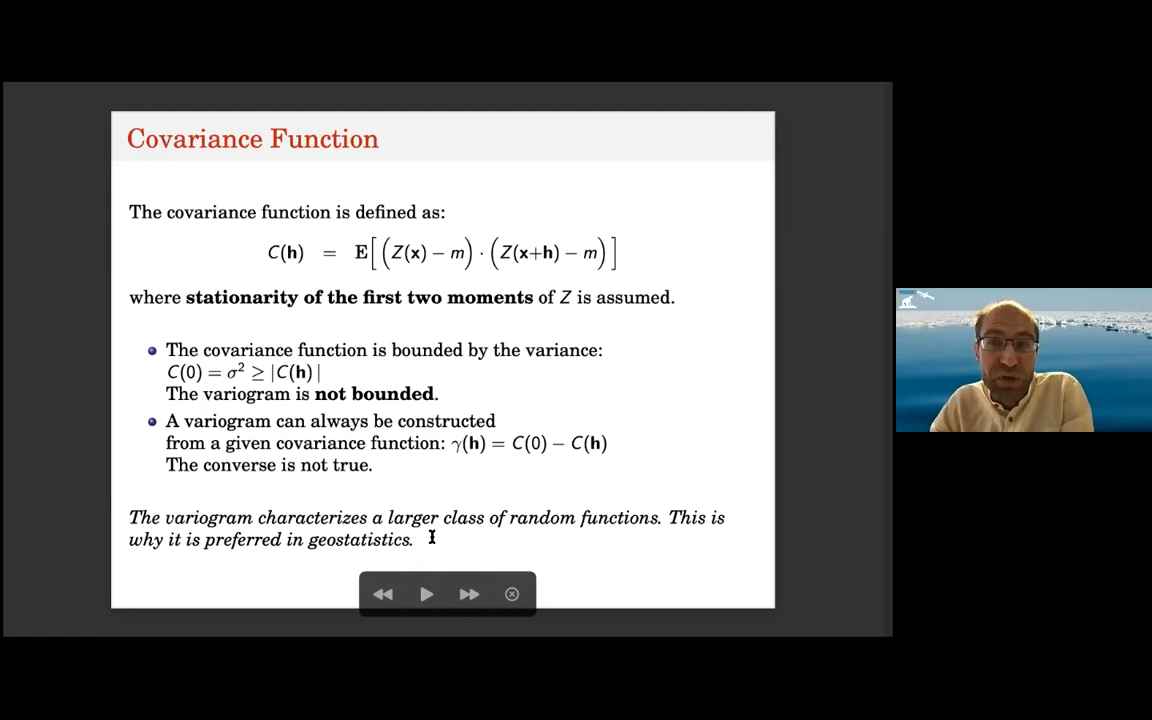 Covariance Function
The covariance function is defined as:
C(h) = E[(Z(x) − m) · (Z(x+h) − m)]
where stationarity of the first two moments of Z is assumed.
The covariance function is bounded by the variance:
C(0) = σ² ≥ |C(h)|
The variogram is not bounded.
A variogram can always be constructed
from a given covariance function: γ(h) = C(0) − C(h)
The converse is not true.
The variogram characterizes a larger class of random functions. This is
why it is preferred in geostatistics.